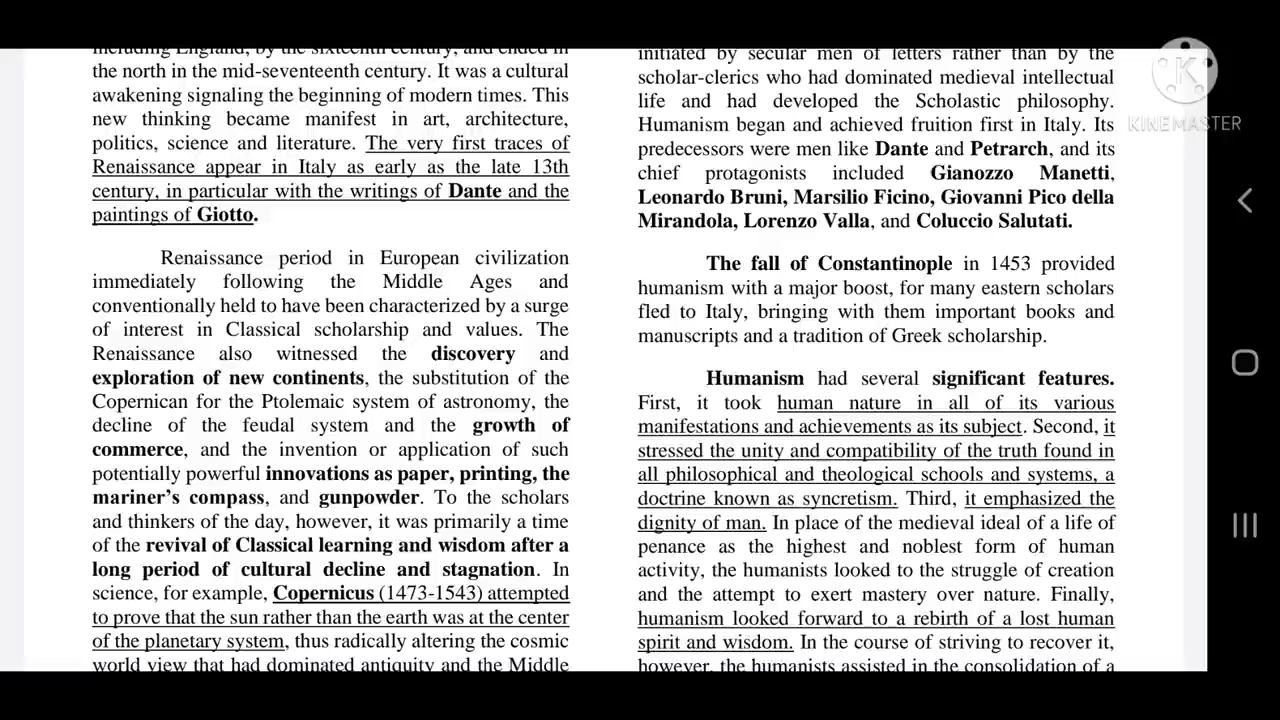 including England, by the sixteenth century, and ended in
the north in the mid-seventeenth century. It was a cultural
awakening signaling the beginning of modern times. This
new thinking became manifest in art, architecture,
politics, science and literature. The very first traces of
Renaissance appear in Italy as early as the late 13th
century, in particular with the writings of Dante and the
paintings of Giotto.
Renaissance period in European civilization
immediately following the Middle Ages and
conventionally held to have been characterized by a surge
of interest in Classical scholarship and values. The
Renaissance also witnessed the discovery and
exploration of new continents, the substitution of the
Copernican for the Ptolemaic system of astronomy, the
decline of the feudal system and the growth of
commerce, and the invention or application of such
potentially powerful innovations as paper, printing, the
mariner's compass, and gunpowder. To the scholars
and thinkers of the day, however, it was primarily a time
of the revival of Classical learning and wisdom after a
long period of cultural decline and stagnation. In
science, for example, Copernicus (1473-1543) attempted
to prove that the sun rather than the earth was at the center
of the planetary system, thus radically altering the cosmic
world view that had dominated antiquity and the Middle
initiated by secular men of letters rather than by the
scholar-clerics who had dominated medieval intellectual
life and had developed the Scholastic philosophy.
Humanism began and achieved fruition first in Italy. Its
predecessors were men like Dante and Petrarch, and its
chief protagonists included Gianozzo Manetti,
Leonardo Bruni, Marsilio Ficino, Giovanni Pico della
Mirandola, Lorenzo Valla, and Coluccio Salutati.
The fall of Constantinople in 1453 provided
humanism with a major boost, for many eastern scholars
fled to Italy, bringing with them important books and
manuscripts and a tradition of Greek scholarship.
Humanism had several significant features.
First, it took human nature in all of its various
manifestations and achievements as its subject. Second, it
stressed the unity and compatibility of the truth found in
all philosophical and theological schools and systems, a
doctrine known as syncretism. Third, it emphasized the
dignity of man. In place of the medieval ideal of a life of
penance as the highest and noblest form of human
activity, the humanists looked to the struggle of creation
and the attempt to exert mastery over nature. Finally,
humanism looked forward to a rebirth of a lost human
spirit and wisdom. In the course of striving to recover it,
however, the humanists assisted in the consolidation of a
K
KINEMASTER